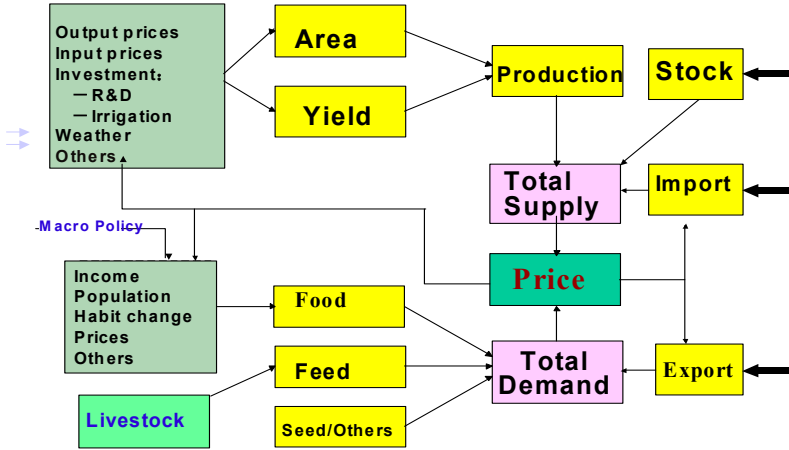 Output prices
Input prices
Investment：
－R&D
－Irrigation
Weather
Others
Area
Yield
Production
Stock
Total
Supply
Import
Macro Policy
Income
Population
Habit change
Prices
Others
Food
Price
Feed
Total
Demand
Export
Livestock
Seed/Others